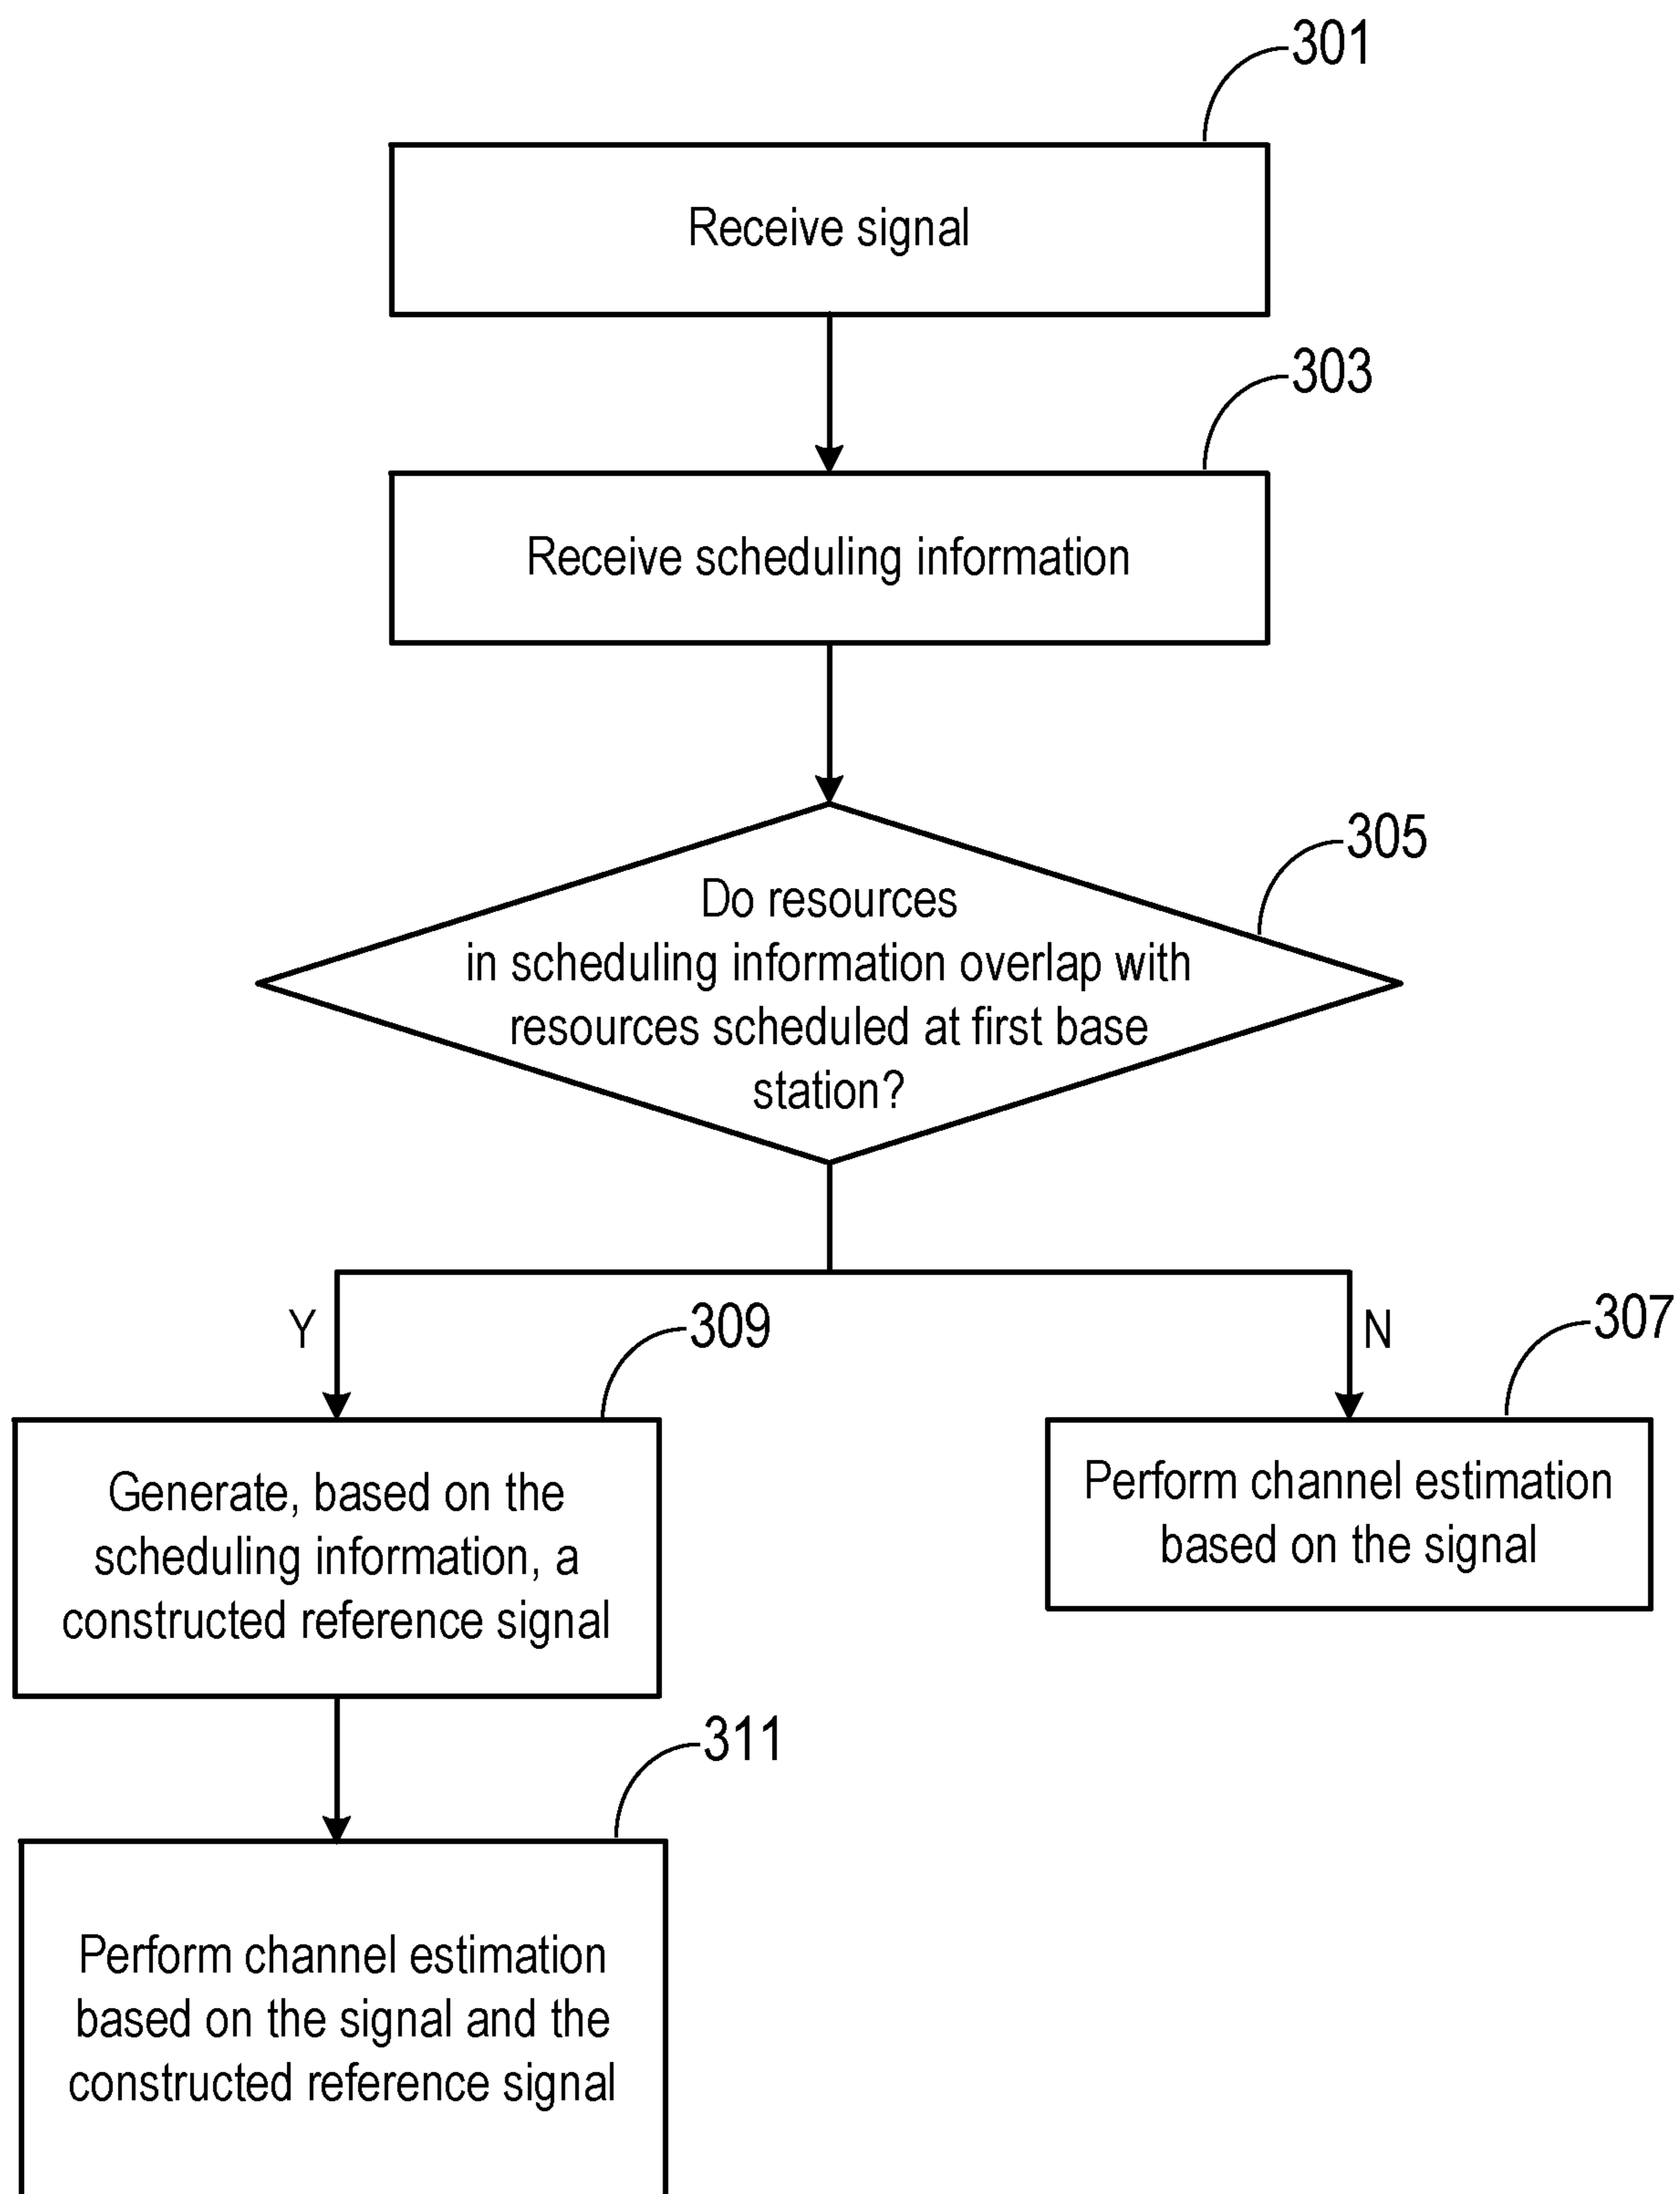 301
Receive signal
303
Receive scheduling information
305
Do resources
in scheduling information overlap with
resources scheduled at first base
station?
Y
309
N
307
Generate, based on the
scheduling information, a
constructed reference signal
Perform channel estimation
based on the signal
311
Perform channel estimation
based on the signal and the
constructed reference signal